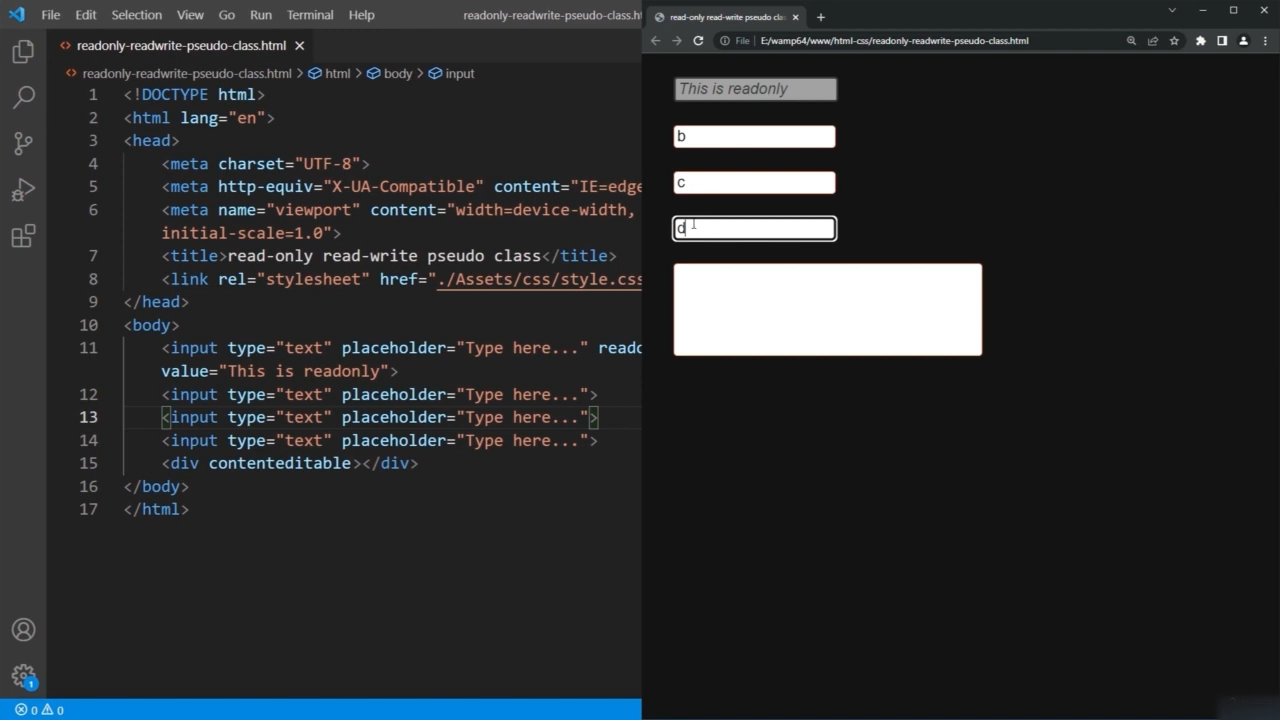 File Edit Selection View Go Run Terminal Help readonly-readwrite-pseudo-class.ht
readonly-readwrite-pseudo-class.html
readonly-readwrite-pseudo-class.html > html > body > input
1 <!DOCTYPE html>
2 <html lang="en">
3 <head>
4 <meta charset="UTF-8">
5 <meta http-equiv="X-UA-Compatible" content="IE=edge
6 <meta name="viewport" content="width=device-width,
initial-scale=1.0">
7 <title>read-only read-write pseudo class</title>
8 <link rel="stylesheet" href="./Assets/css/style.css
9 </head>
10 <body>
11 <input type="text" placeholder="Type here..." reado
value="This is readonly">
12 <input type="text" placeholder="Type here...">
13 <input type="text" placeholder="Type here...">
14 <input type="text" placeholder="Type here...">
15 <div contenteditable></div>
16 </body>
17 </html>
1
0 0
read-only read-write pseudo cla
File E:/wamp64/www/html-css/readonly-readwrite-pseudo-class.html
This is readonly
b
c
d